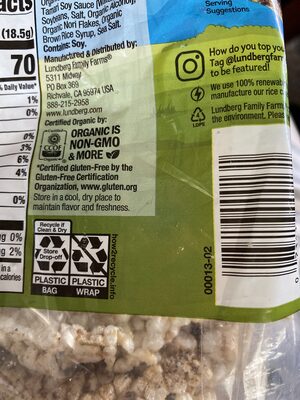 acts
(18.5g)
70
% Daily Value*
1%
0%
0%
3%
6%
4%
0%
0%
2%
in a
calories
Tamari Soy Sauce
Soybeans, Salt, Organic Alcohol),
Organic Nori Flakes, Organic
Brown Rice Syrup, Sea Salt.
Contains: Soy.
Manufactured & Distributed by:
Lundberg Family Farms®
5311 Midway
PO Box 369
Richvale, CA 95974 USA
888-215-2958
www.lundberg.com
Certified Organic by:
CCOF
ORGANIC IS
NON-GMO
& MORE
*Certified Gluten-Free by the
Gluten-Free Certification
Organization, www.gluten.org
Store in a cool, dry place to
maintain flavor and freshness.
Recycle if
Clean & Dry
Store
Drop-off
PLASTIC PLASTIC
BAG WRAP
how2recycle.info
Serving
Suggestions
How do you top you
Tag @lundbergfar
to be featured!
We use 100% renewab
manufacture our rice c
Lundberg Family Farm
the environment. Pleas
4
LDPE
00013-02